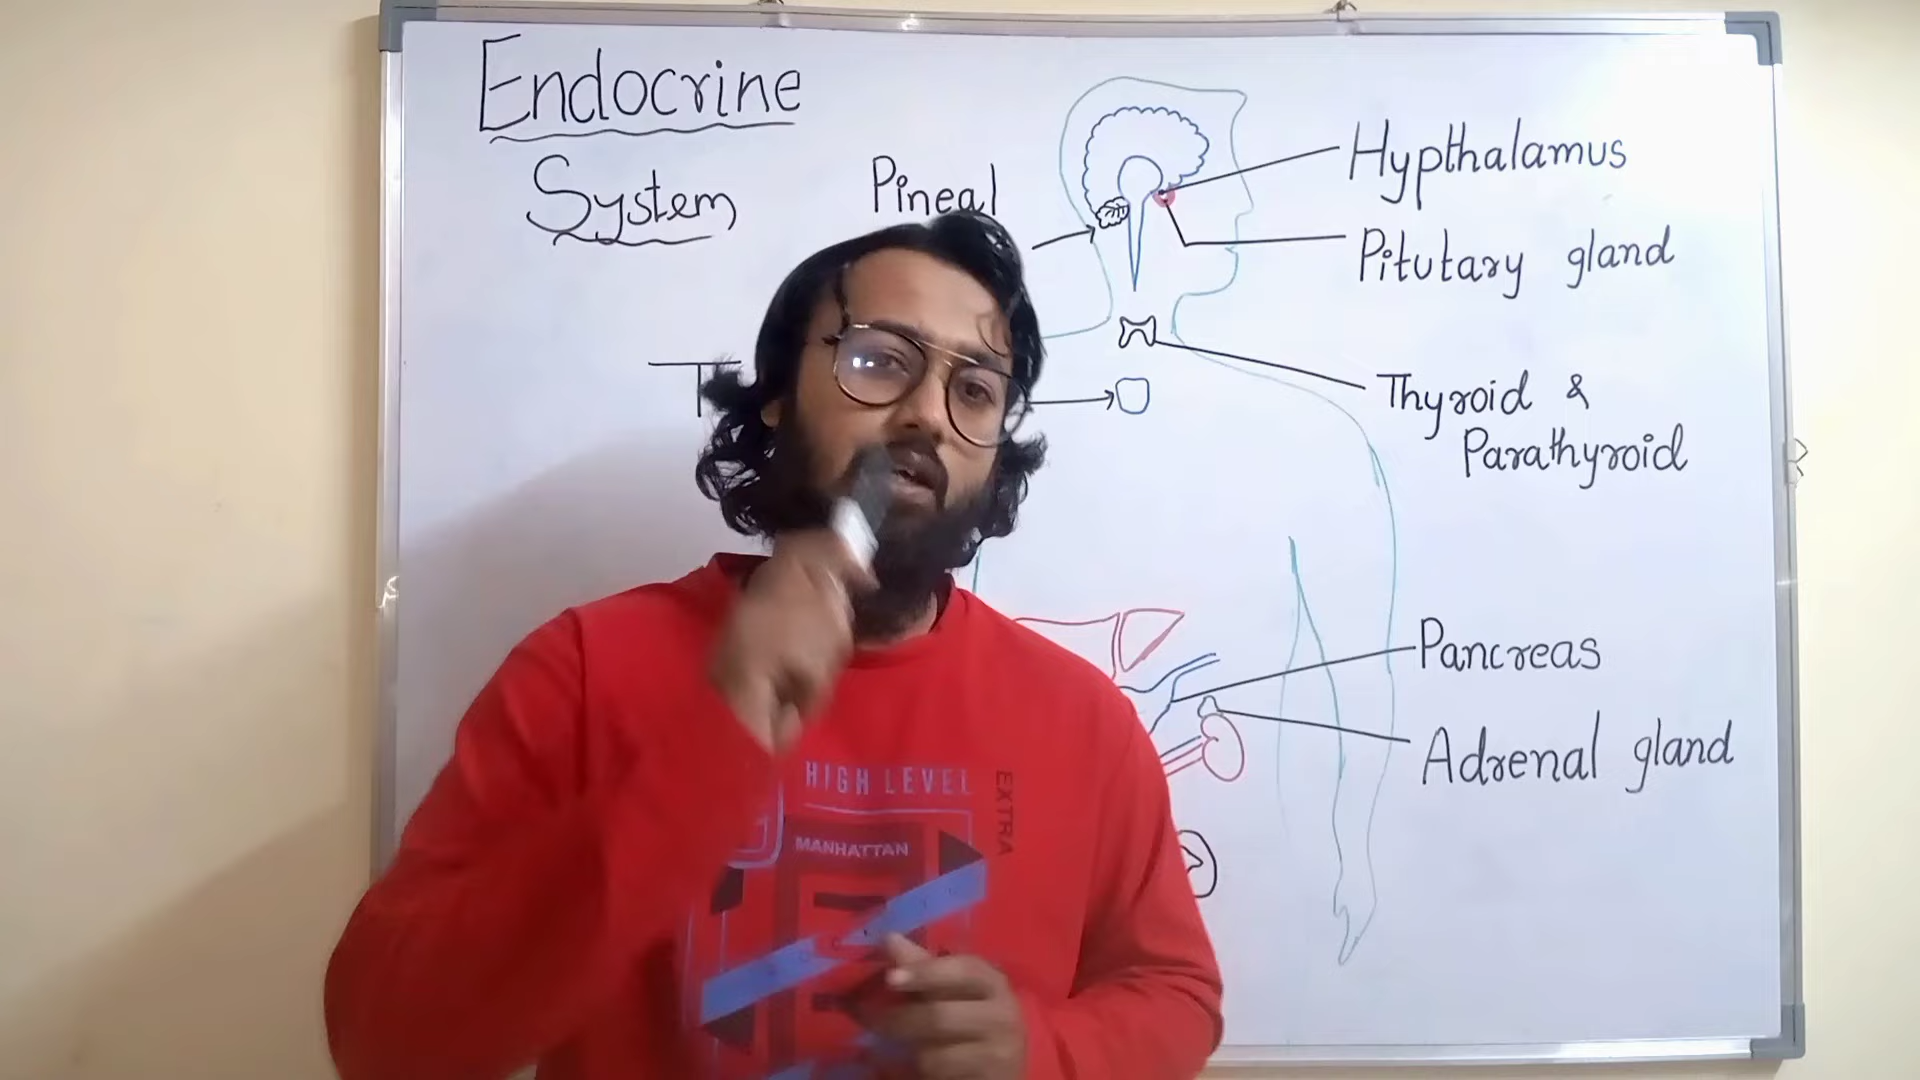 Endocrine
System
Pineal
Hypthalamus
Pitutary gland
Thyroid &
Parathyroid
Pancreas
Adrenal gland
HIGH LEVEL
EXTRA
MANHATTAN